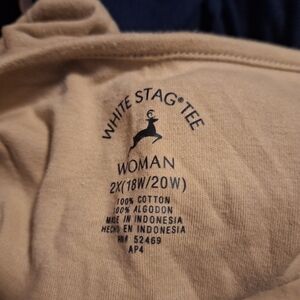 WHITE STAG® TEE
WOMAN
2X(18W/20W)
100% COTTON
100% ALGODON
MADE IN INDONESIA
HECHO EN INDONESIA
RN# 52469
AP4